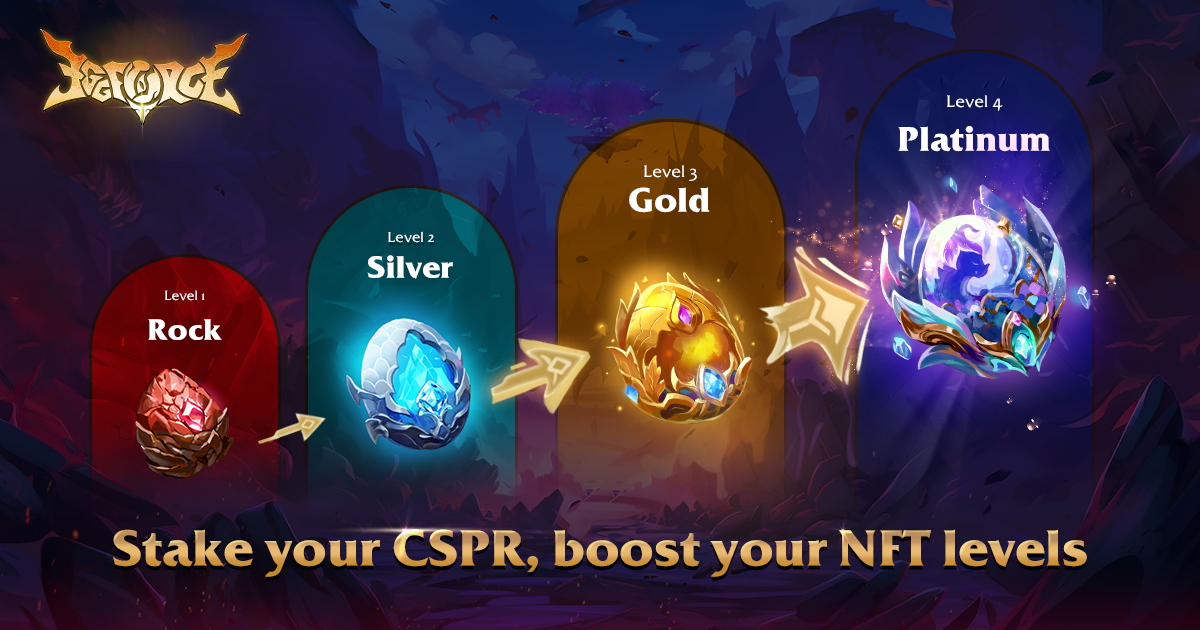 EGGFORCE
Level 1
Rock
Level 2
Silver
Level 3
Gold
Level 4
Platinum
Stake your CSPR, boost your NFT levels